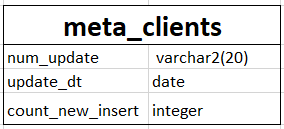 meta_clients
num_update varchar2(20)
update_dt date
count_new_insert integer